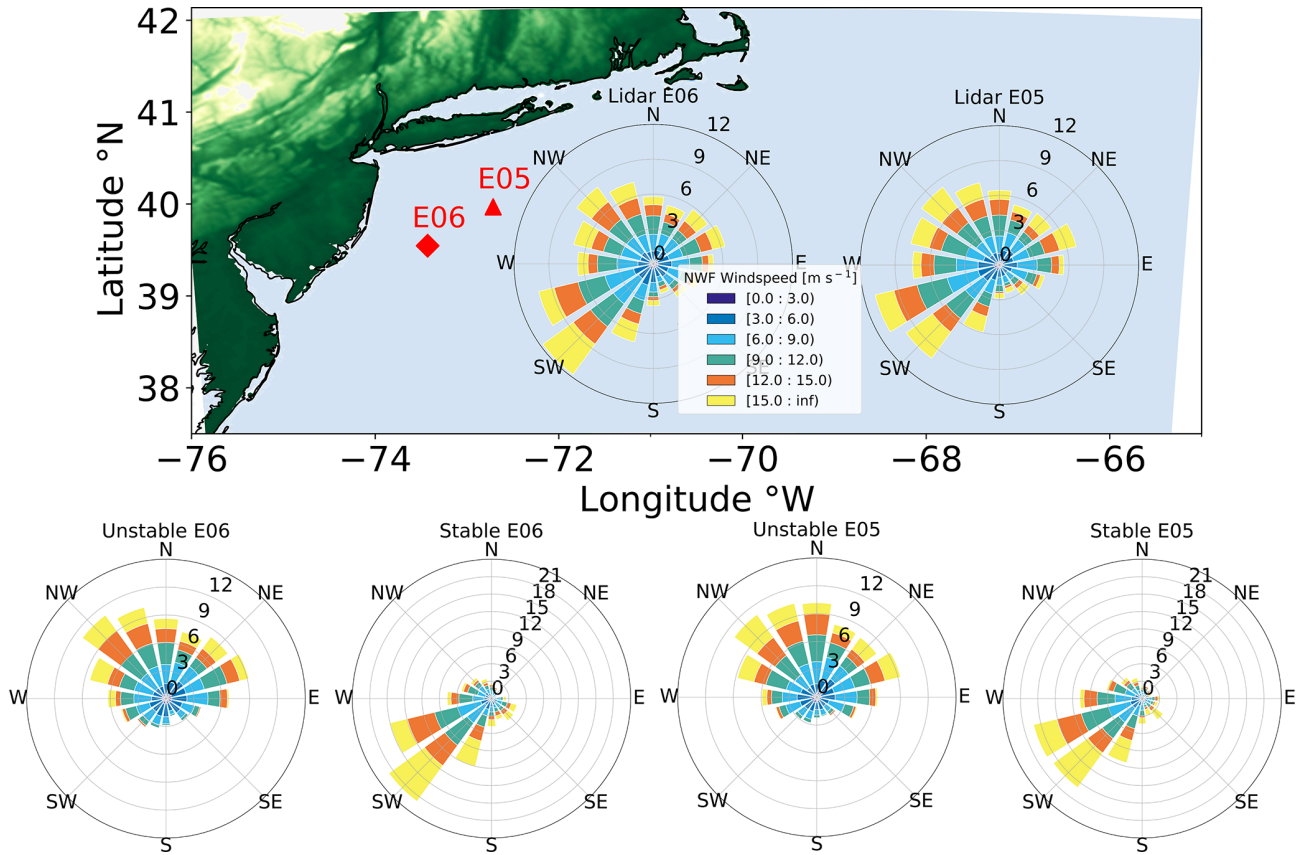 42
41
40
39
38
Latitude °N
−76
−74
−72
−70
−68
−66
Longitude °W
E05
E06
Lidar E06
N
NE
E
SE
S
SW
W
NW
0
3
6
9
12
Lidar E05
N
NE
E
SE
S
SW
W
NW
0
3
6
9
12
NWF Windspeed [m s⁻¹]
[0.0 : 3.0)
[3.0 : 6.0)
[6.0 : 9.0)
[9.0 : 12.0)
[12.0 : 15.0)
[15.0 : inf)
Unstable E06
N
NE
E
SE
S
SW
W
NW
0
3
6
9
12
Stable E06
N
NE
E
SE
S
SW
W
NW
0
3
6
9
12
15
18
21
Unstable E05
N
NE
E
SE
S
SW
W
NW
0
3
6
9
12
Stable E05
N
NE
E
SE
S
SW
W
NW
0
3
6
9
12
15
18
21